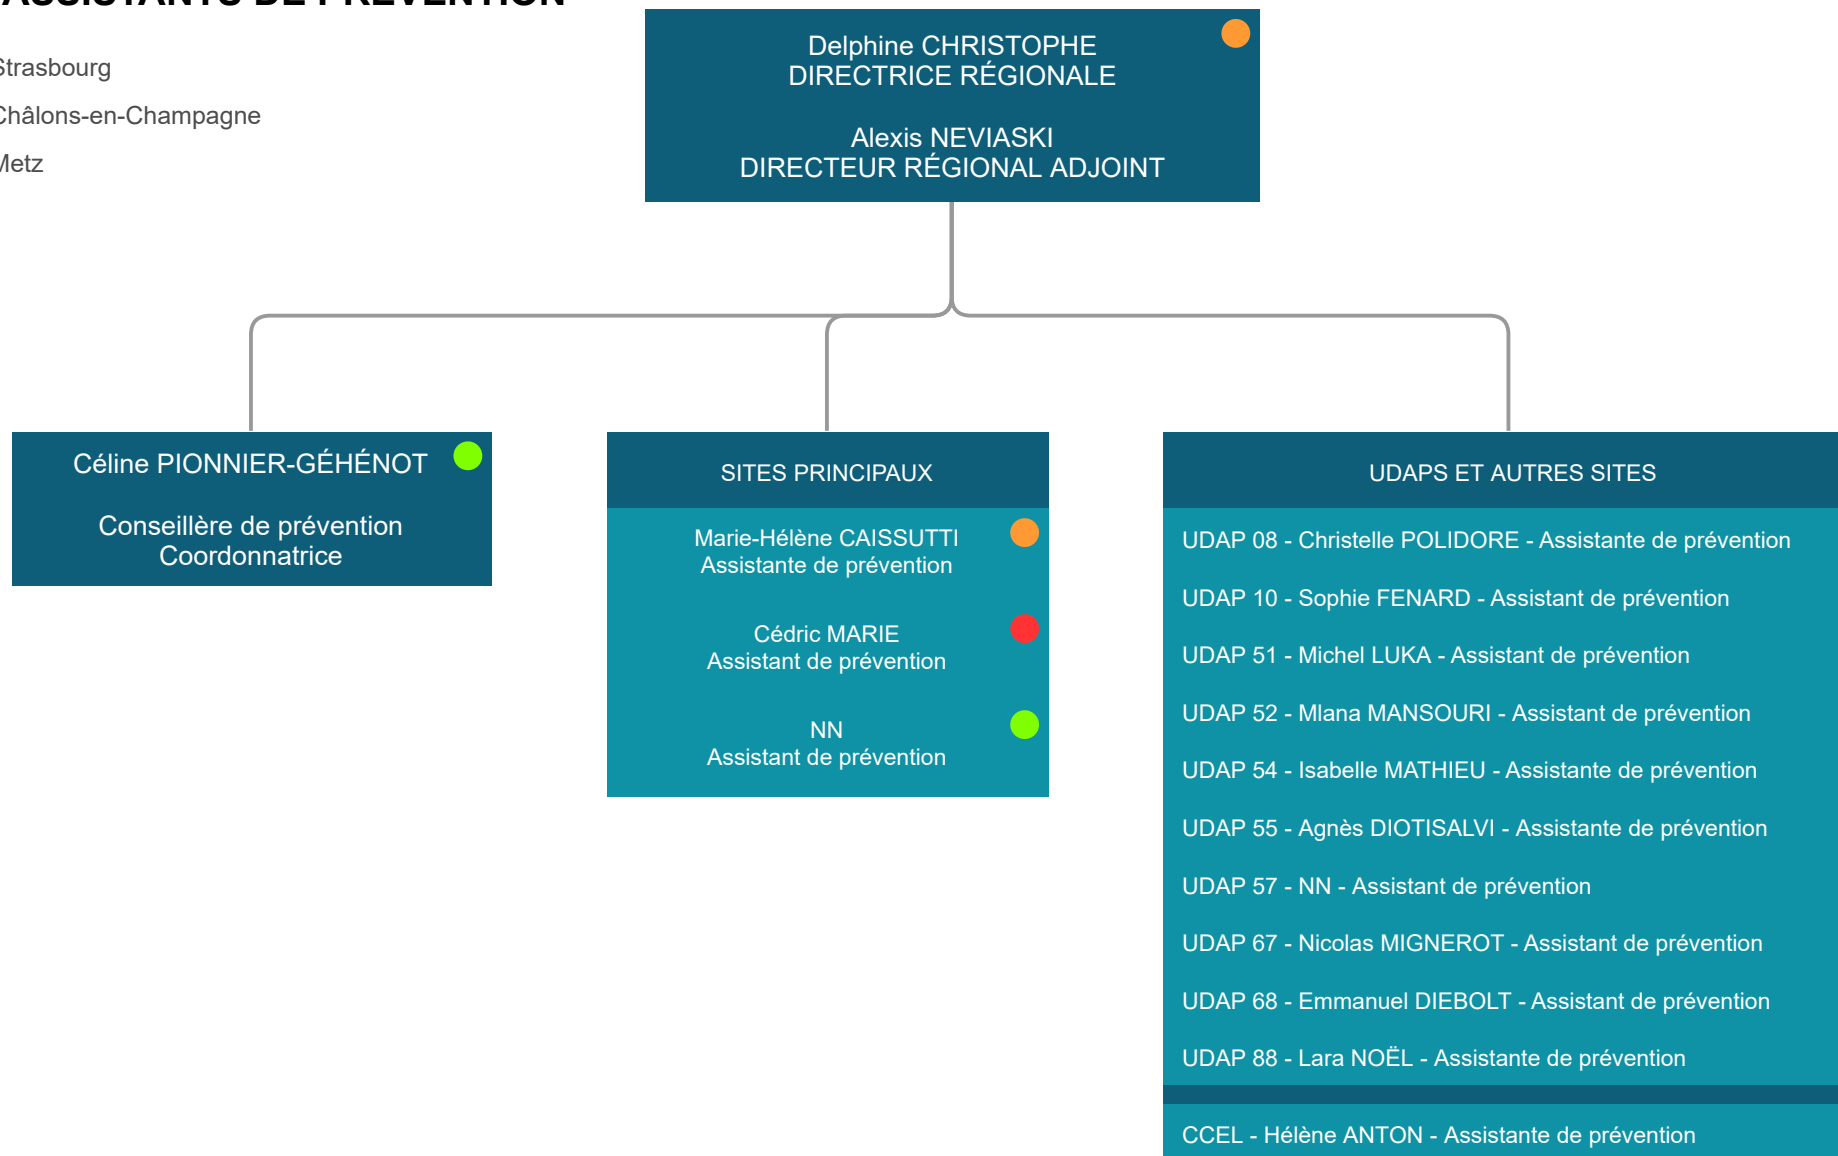 ASSISTANTS DE PRÉVENTION
Strasbourg
Châlons-en-Champagne
Metz
Delphine CHRISTOPHE
DIRECTRICE RÉGIONALE
Alexis NEVIASKI
DIRECTEUR RÉGIONAL ADJOINT
Céline PIONNIER-GÉHÉNOT
Conseillère de prévention
Coordonnatrice
SITES PRINCIPAUX
Marie-Hélène CAISSUTTI
Assistante de prévention
Cédric MARIE
Assistant de prévention
NN
Assistant de prévention
UDAPS ET AUTRES SITES
UDAP 08 - Christelle POLIDORE - Assistante de prévention
UDAP 10 - Sophie FENARD - Assistant de prévention
UDAP 51 - Michel LUKA - Assistant de prévention
UDAP 52 - Mlana MANSOURI - Assistant de prévention
UDAP 54 - Isabelle MATHIEU - Assistante de prévention
UDAP 55 - Agnès DIOTISALVI - Assistante de prévention
UDAP 57 - NN - Assistant de prévention
UDAP 67 - Nicolas MIGNEROT - Assistant de prévention
UDAP 68 - Emmanuel DIEBOLT - Assistant de prévention
UDAP 88 - Lara NOËL - Assistante de prévention
CCEL - Hélène ANTON - Assistante de prévention